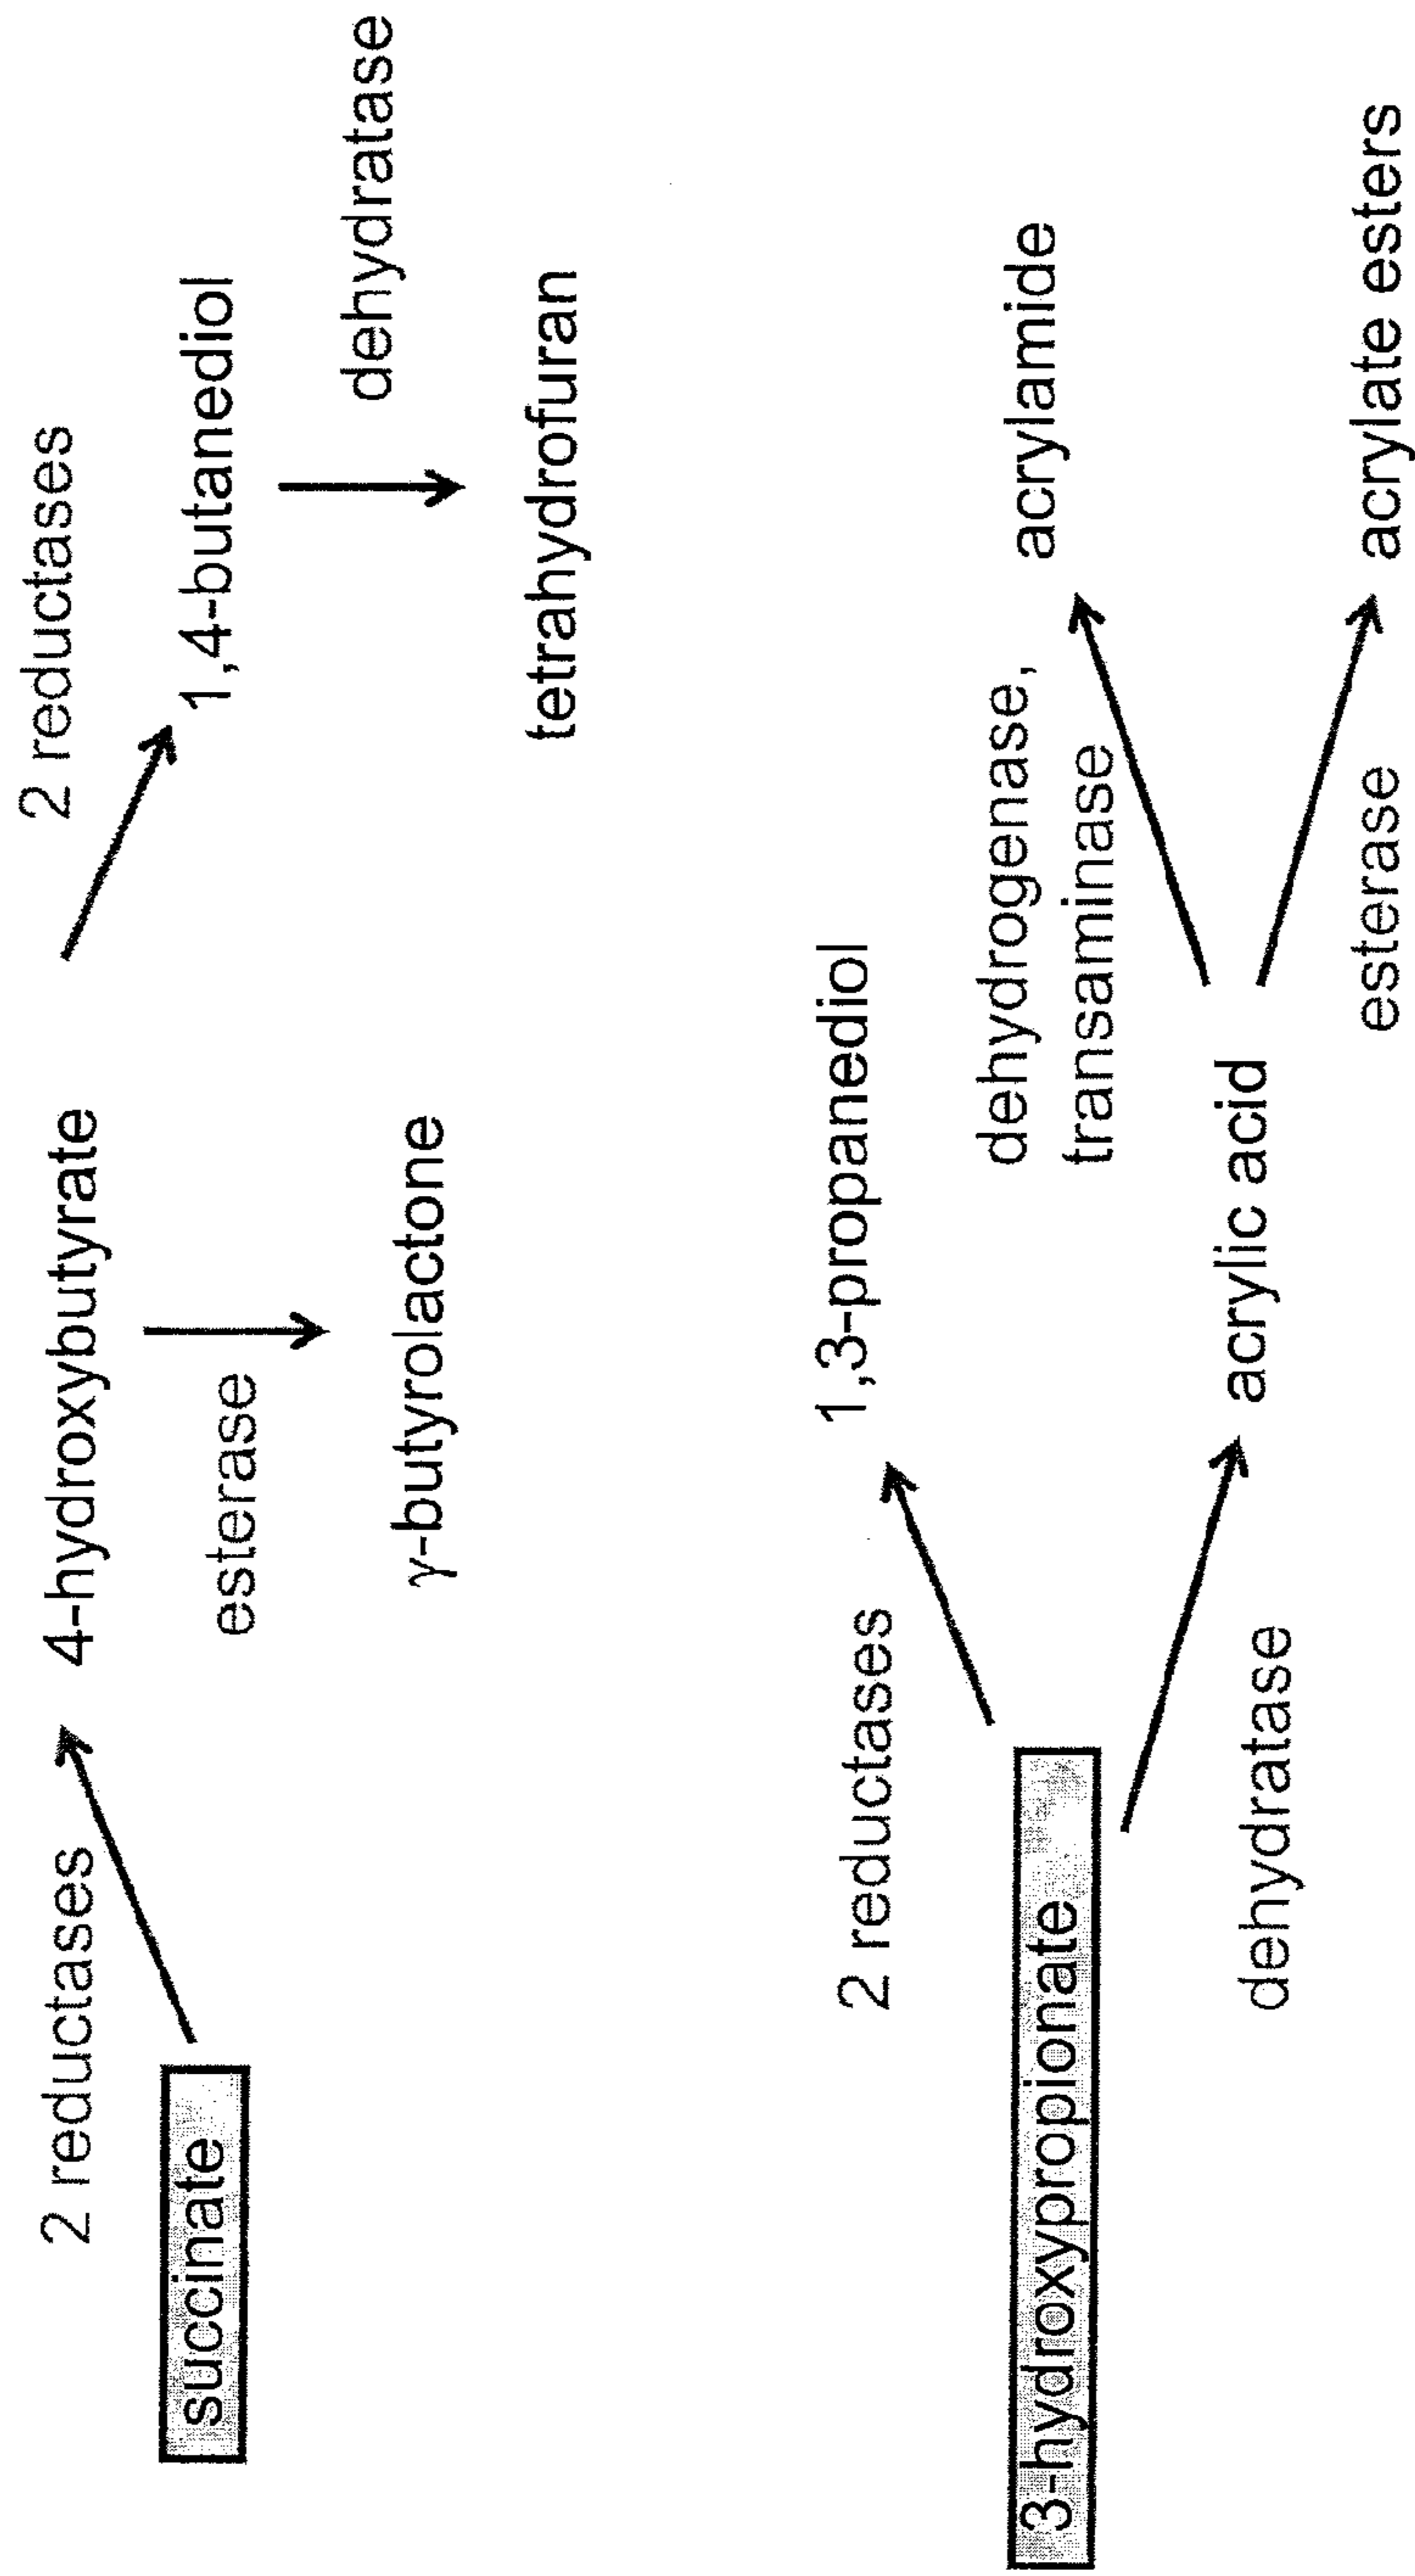 2 reductases
succinate
4-hydroxybutyrate
esterase
γ-butyrolactone
2 reductases
1,4-butanediol
dehydratase
tetrahydrofuran
3-hydroxypropionate
2 reductases
1,3-propanediol
dehydratase
acrylic acid
dehydrogenase,
transaminase
acrylamide
esterase
acrylate esters